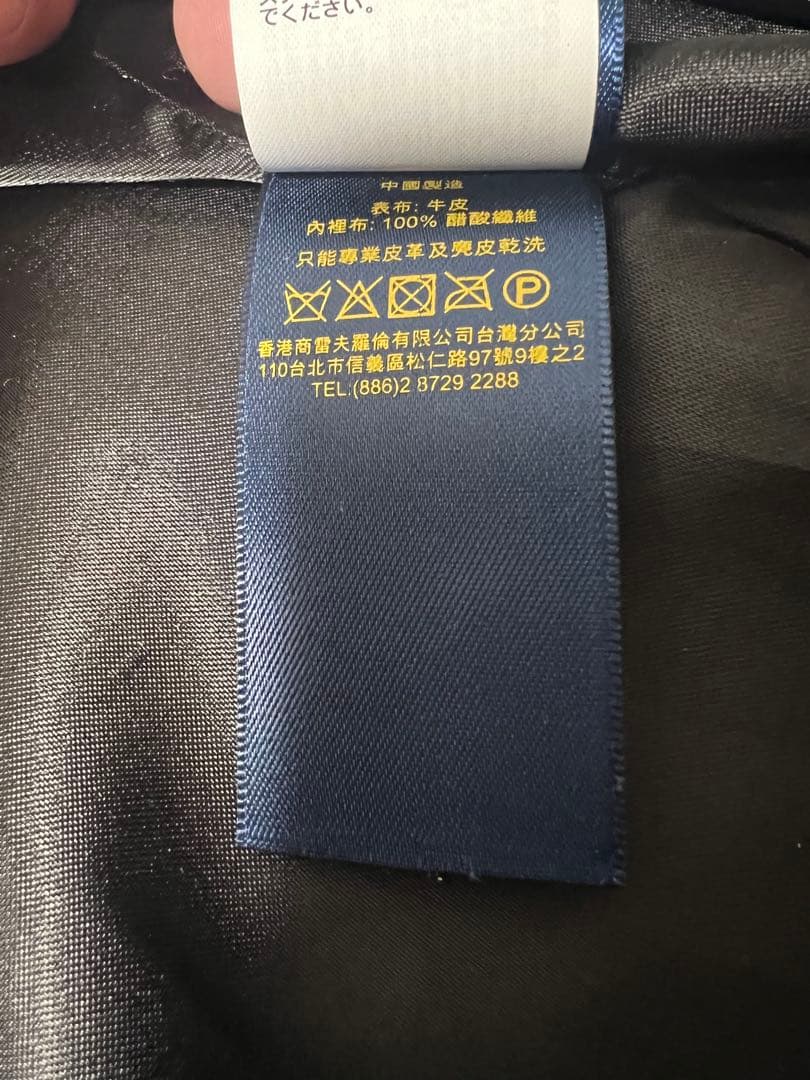 でください。
中國製造
表布: 牛皮
內裡布: 100% 醋酸纖維
只能專業皮革及麂皮乾洗
P
香港商雷夫羅倫有限公司台灣分公司
110台北市信義區松仁路97號9樓之2
TEL:(886)2 8729 2288